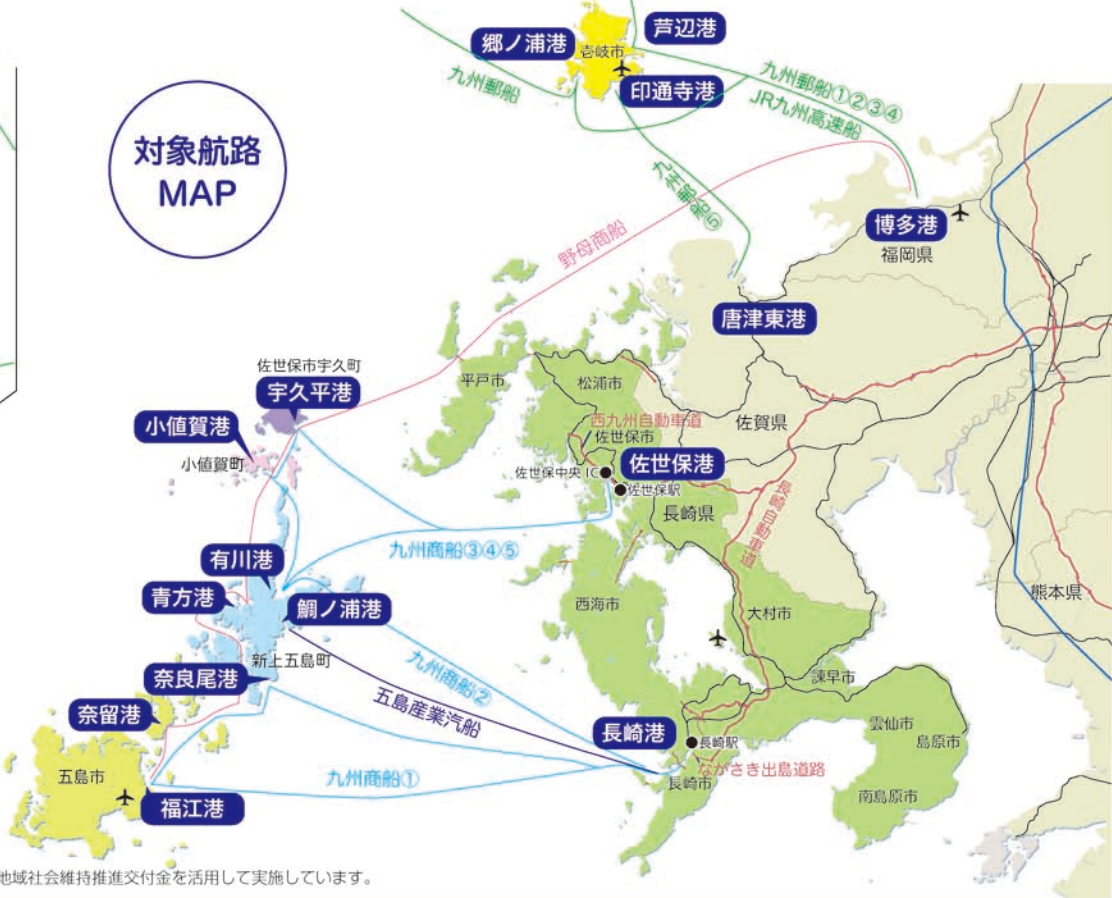 対象航路
MAP
郷ノ浦港
芦辺港
壱岐市
印通寺港
九州郵船
九州郵船①②③④
JR九州高速船
九州郵船⑤
野母商船
博多港
福岡県
唐津東港
佐世保市宇久町
宇久平港
小値賀港
小値賀町
平戸市
松浦市
西九州自動車道
佐世保市
佐賀県
佐世保中央 IC
佐世保港
佐世保駅
長崎県
長崎自動車道
九州商船③④⑤
有川港
青方港
鯛ノ浦港
西海市
大村市
熊本県
新上五島町
奈良尾港
九州商船②
五島産業汽船
諫早市
奈留港
長崎港
長崎駅
雲仙市
島原市
ながさき出島道路
五島市
九州商船①
長崎市
南島原市
福江港
地域社会維持推進交付金を活用して実施しています。